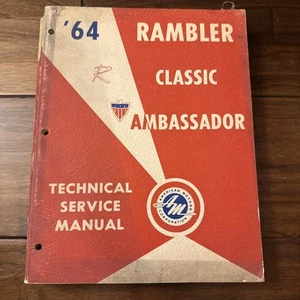 '64 RAMBLER
R CLASSIC
AMBASSADOR
TECHNICAL
SERVICE
MANUAL
AMERICAN MOTORS
AM
CORPORATION